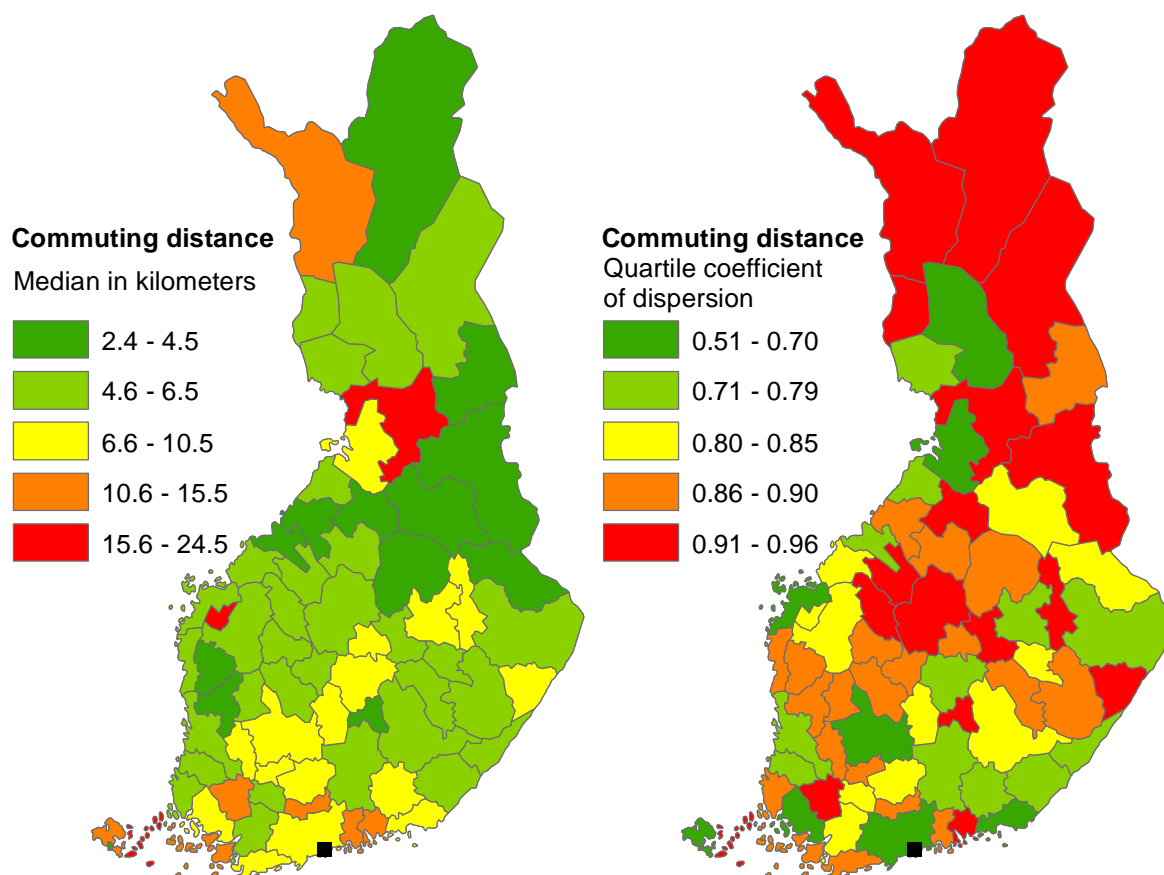 Commuting distance
Median in kilometers
2.4 - 4.5
4.6 - 6.5
6.6 - 10.5
10.6 - 15.5
15.6 - 24.5
Commuting distance
Quartile coefficient
of dispersion
0.51 - 0.70
0.71 - 0.79
0.80 - 0.85
0.86 - 0.90
0.91 - 0.96